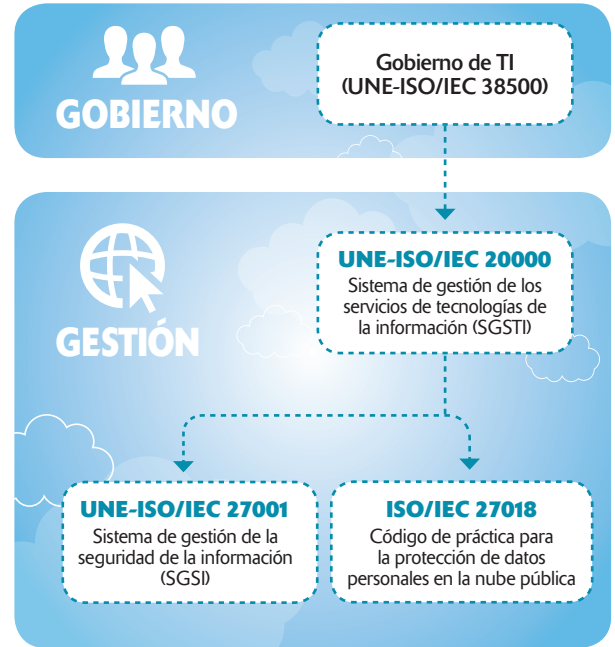 GOBIERNO
Gobierno de TI
(UNE-ISO/IEC 38500)
GESTIÓN
UNE-ISO/IEC 20000
Sistema de gestión de los
servicios de tecnologías de
la información (SGSTI)
UNE-ISO/IEC 27001
Sistema de gestión de la
seguridad de la información
(SGSI)
ISO/IEC 27018
Código de práctica para
la protección de datos
personales en la nube pública